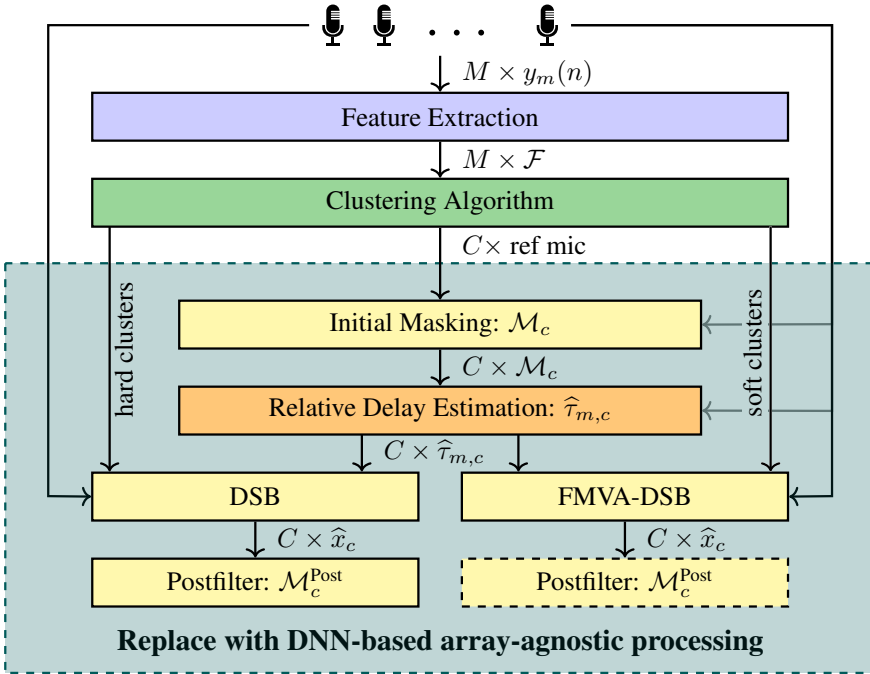 . . .
M × y_m(n)
Feature Extraction
M × ℱ
Clustering Algorithm
C× ref mic
hard clusters
soft clusters
Initial Masking: ℳ_c
C × ℳ_c
Relative Delay Estimation: τ̂_{m,c}
C × τ̂_{m,c}
DSB
FMVA-DSB
C × x̂_c
C × x̂_c
Postfilter: ℳ_c^Post
Postfilter: ℳ_c^Post
Replace with DNN-based array-agnostic processing